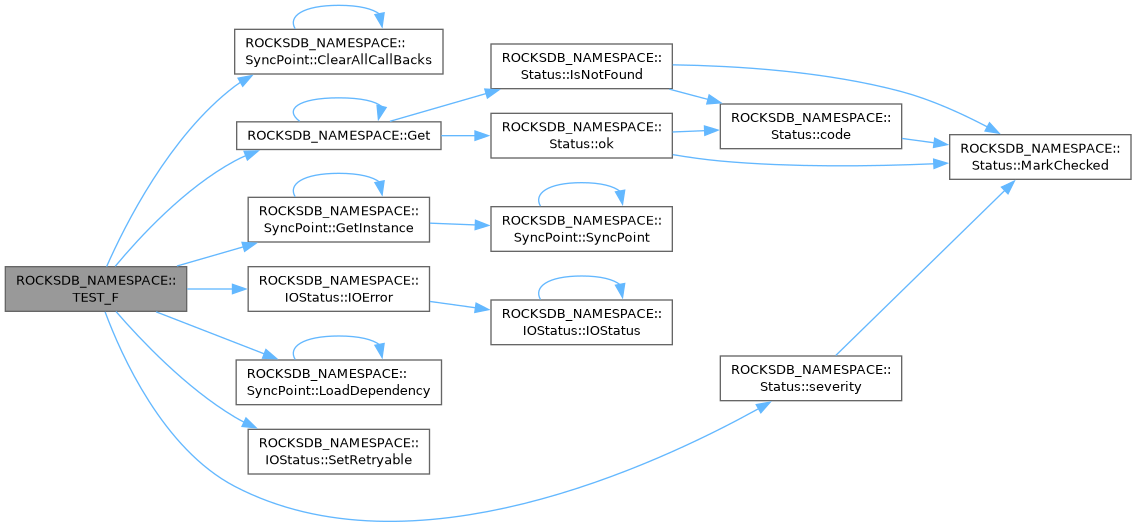 ROCKSDB_NAMESPACE::
TEST_F
ROCKSDB_NAMESPACE::
SyncPoint::ClearAllCallBacks
ROCKSDB_NAMESPACE::Get
ROCKSDB_NAMESPACE::
SyncPoint::GetInstance
ROCKSDB_NAMESPACE::
IOStatus::IOError
ROCKSDB_NAMESPACE::
SyncPoint::LoadDependency
ROCKSDB_NAMESPACE::
IOStatus::SetRetryable
ROCKSDB_NAMESPACE::
Status::IsNotFound
ROCKSDB_NAMESPACE::
Status::ok
ROCKSDB_NAMESPACE::
SyncPoint::SyncPoint
ROCKSDB_NAMESPACE::
IOStatus::IOStatus
ROCKSDB_NAMESPACE::
Status::code
ROCKSDB_NAMESPACE::
Status::severity
ROCKSDB_NAMESPACE::
Status::MarkChecked